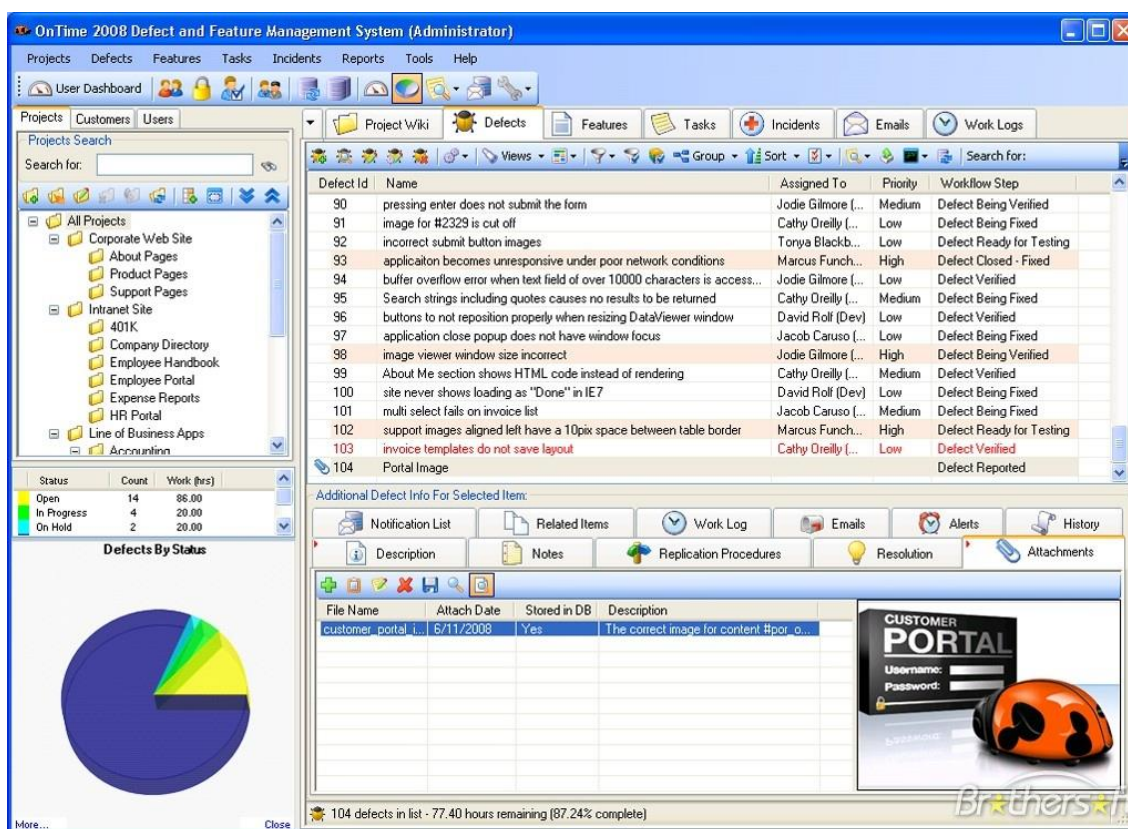 OnTime 2008 Defect and Feature Management System (Administrator)
Projects Defects Features Tasks Incidents Reports Tools Help
User Dashboard
Projects Customers Users
Projects Search
Search for:
All Projects
Corporate Web Site
About Pages
Product Pages
Support Pages
Intranet Site
401K
Company Directory
Employee Handbook
Employee Portal
Expense Reports
HR Portal
Line of Business Apps
Accounting
Status Count Work (hrs)
Open 14 86.00
In Progress 4 20.00
On Hold 2 20.00
Defects By Status
More... Close
Project Wiki Defects Features Tasks Incidents Emails Work Logs
Views Group Sort Search for:
Defect Id Name Assigned To Priority Workflow Step
90 pressing enter does not submit the form Jodie Gilmore (... Medium Defect Being Verified
91 image for #2329 is cut off Cathy Oreilly (... Low Defect Being Fixed
92 incorrect submit button images Tonya Blackb... Low Defect Ready for Testing
93 applicaiton becomes unresponsive under poor network conditions Marcus Funch... High Defect Closed - Fixed
94 buffer overflow error when text field of over 10000 characters is access... Jodie Gilmore (... Low Defect Verified
95 Search strings including quotes causes no results to be returned Cathy Oreilly (... Medium Defect Being Fixed
96 buttons to not reposition properly when resizing DataViewer window David Rolf (Dev) Low Defect Verified
97 application close popup does not have window focus Jacob Caruso (... Low Defect Being Fixed
98 image viewer window size incorrect Jodie Gilmore (... High Defect Being Verified
99 About Me section shows HTML code instead of rendering Cathy Oreilly (... Medium Defect Being Fixed
100 site never shows loading as "Done" in IE7 David Rolf (Dev) Low Defect Being Fixed
101 multi select fails on invoice list Jacob Caruso (... Medium Defect Being Fixed
102 support images aligned left have a 10pix space between table border Marcus Funch... High Defect Ready for Testing
103 invoice templates do not save layout Cathy Oreilly (... Low Defect Verified
104 Portal Image Defect Reported
Additional Defect Info For Selected Item:
Notification List Related Items Work Log Emails Alerts History
Description Notes Replication Procedures Resolution Attachments
File Name Attach Date Stored in DB Description
customer_portal_i... 6/11/2008 Yes The correct image for content #por_o...
CUSTOMER
PORTAL
Username:
Password:
104 defects in list - 77.40 hours remaining (87.24% complete)
Brothersoft